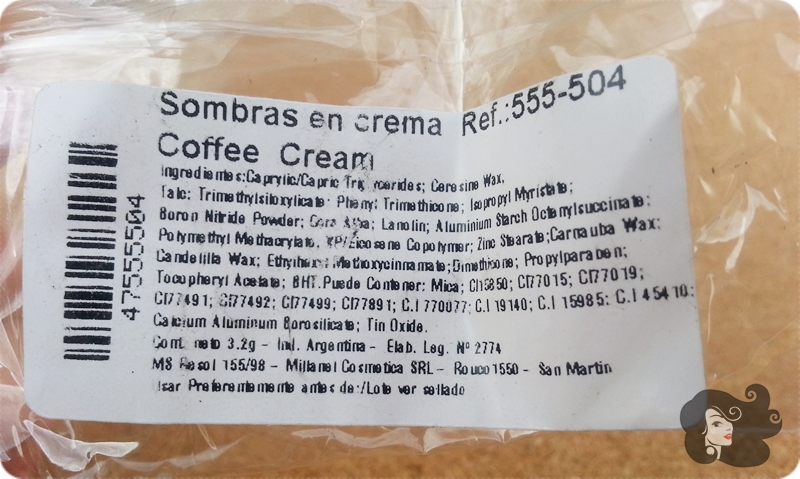 Sombras en crema Ref.:555-504
Coffee Cream
Ingredientes:Caprylic/Capric Ceresine Wax,
Talc; Trimethylsiloxylicate; Phenyl Trimethicone; Isopropyl Myristate;
Boron Nitride Powder; Cera Alba; Lanolin; Aluminium Starch Octenylsuccinate;
Polymethyl Methacrylate, VP/Eicosene Copolymer; Zinc Stearate;Carnauba Wax;
Candelilla Wax; Ethylhexyl Methoxycinnamate;Dimethicone; Propylparaben;
Tocopheryl Acetate; BHT.Puede Contener: Mica; CI15850; CI77015; CI77019;
CI77491; CI77492; CI77499; CI77891; C.I 770077; C.I 19140; C.I 15985; C.I 45410;
Calcium Aluminum Borosilicate; Tin Oxide.
Cont. neto 3.2g - Ind. Argentina - Elab. Leg. Nº 2774
MS Resol 155/98 - Millanel Cosmetica SRL - Rouco 1550 - San Martin
Usar Preferentemente antes de:/Lote ver sellado
47555504